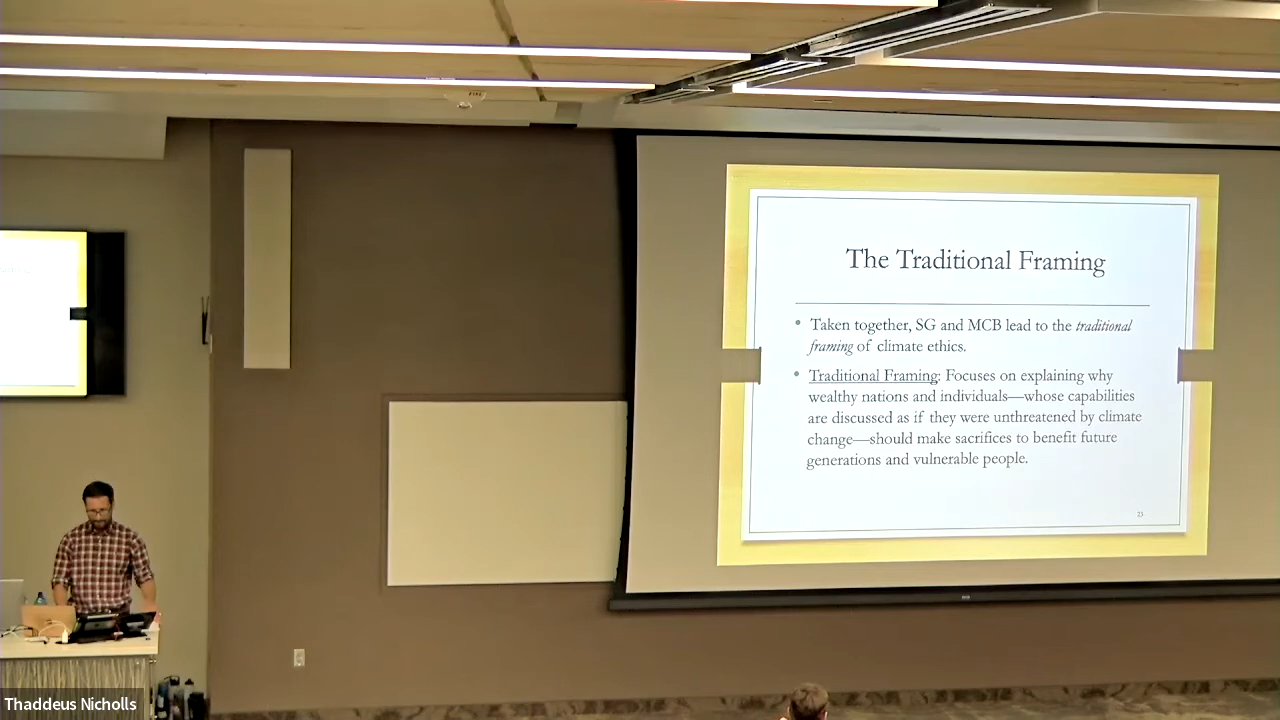 The Traditional Framing
• Taken together, SG and MCB lead to the traditional
framing of climate ethics.
• Traditional Framing: Focuses on explaining why
wealthy nations and individuals—whose capabilities
are discussed as if they were unthreatened by climate
change—should make sacrifices to benefit future
generations and vulnerable people.
Thaddeus Nicholls